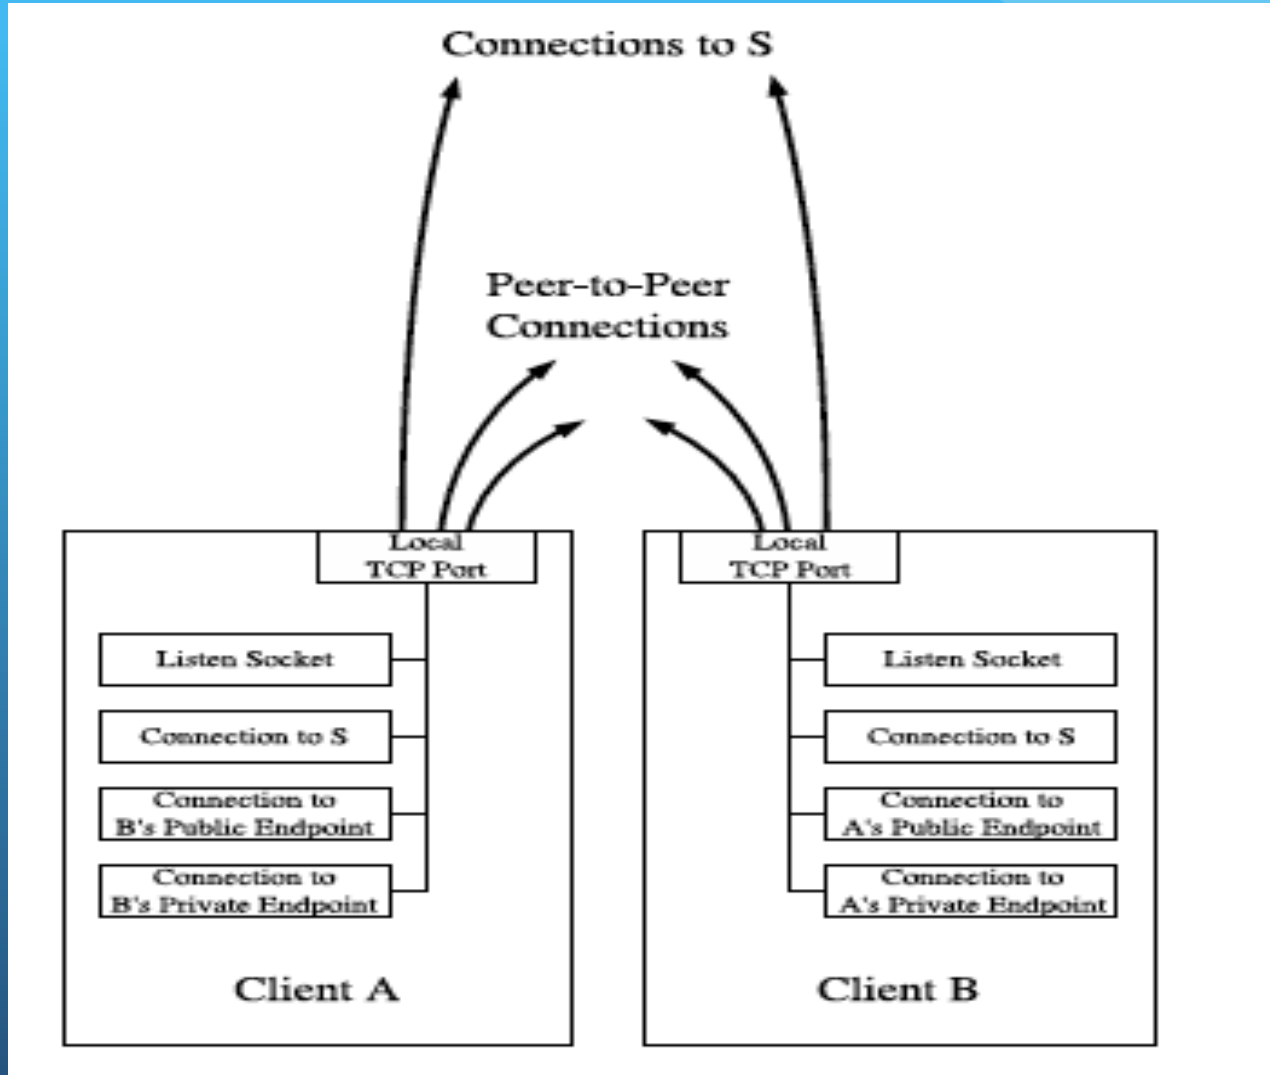 Connections to S
Peer-to-Peer
Connections
Local
TCP Port
Listen Socket
Connection to S
Connection to
B's Public Endpoint
Connection to
B's Private Endpoint
Client A
Local
TCP Port
Listen Socket
Connection to S
Connection to
A's Public Endpoint
Connection to
A's Private Endpoint
Client B